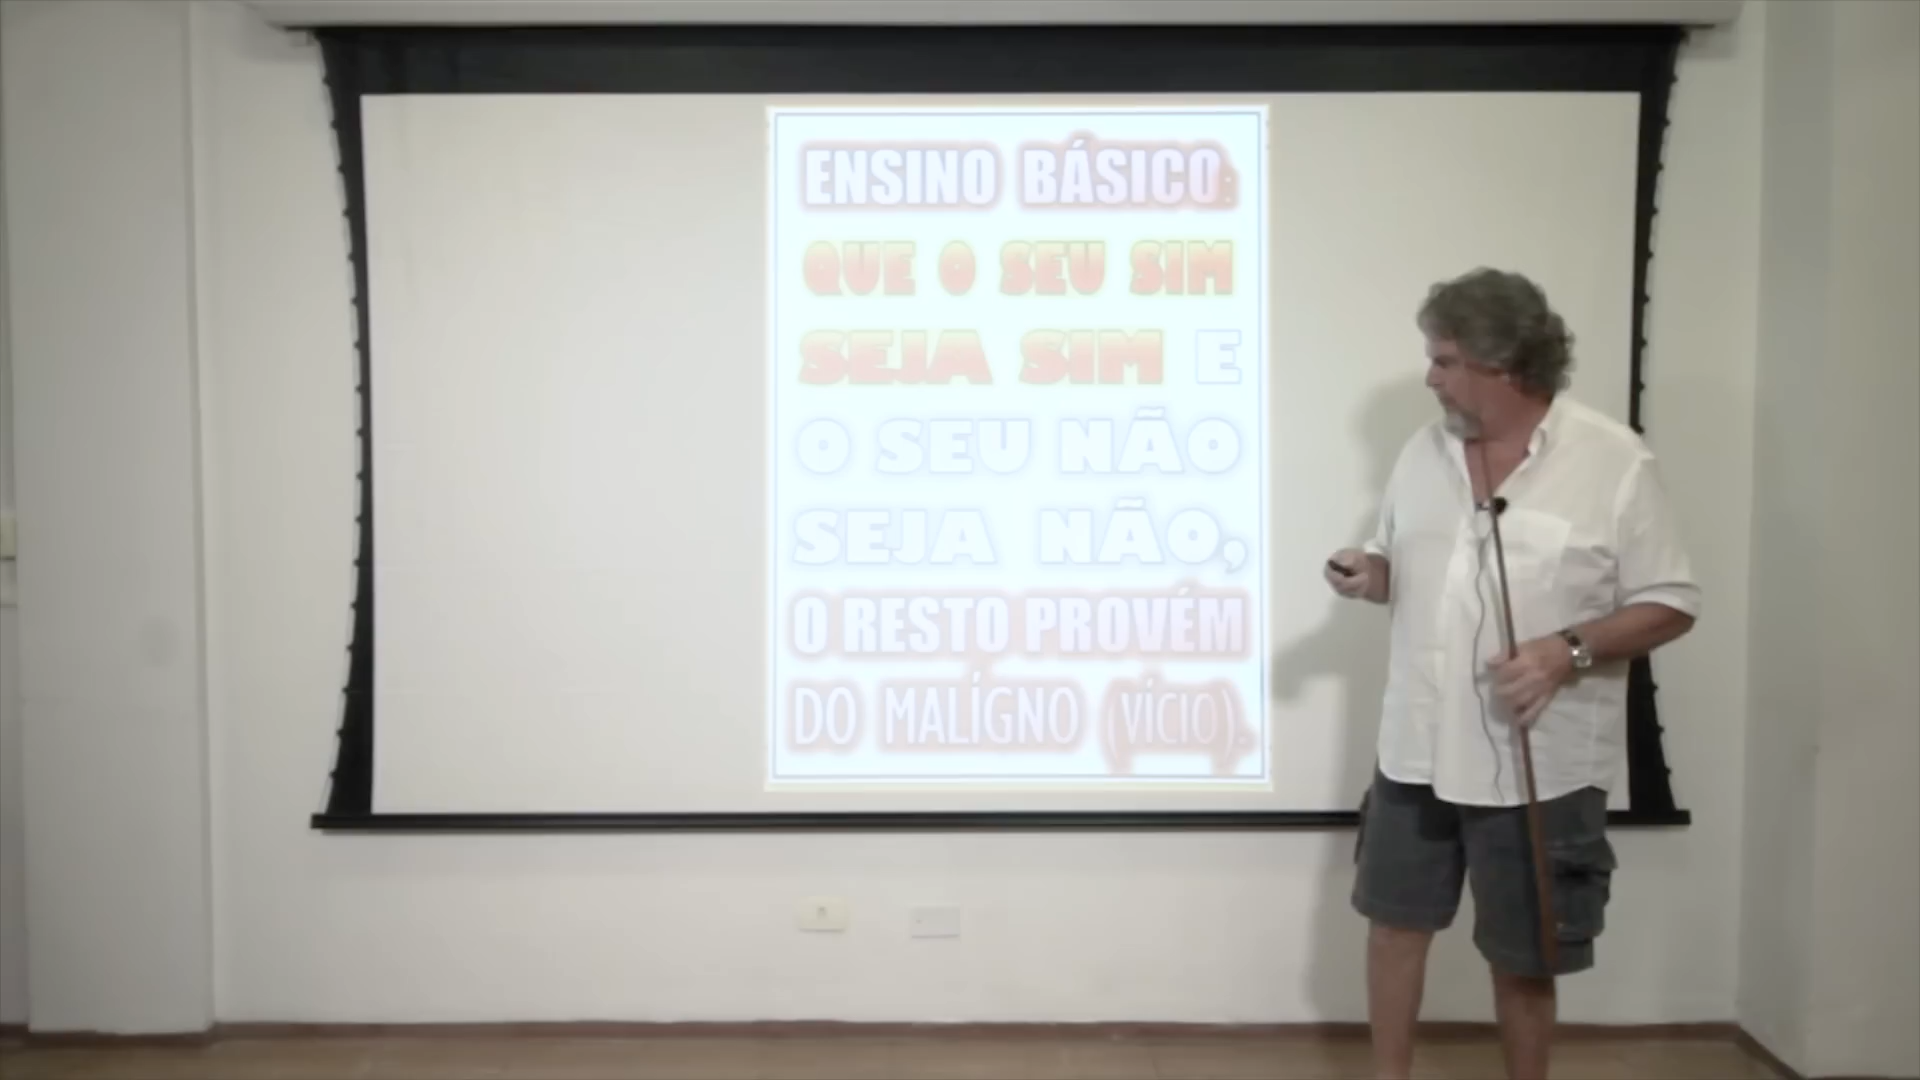 ENSINO BÁSICO:
QUE O SEU SIM
SEJA SIM E
O SEU NÃO
SEJA NÃO,
O RESTO PROVÉM
DO MALÍGNO (VÍCIO).